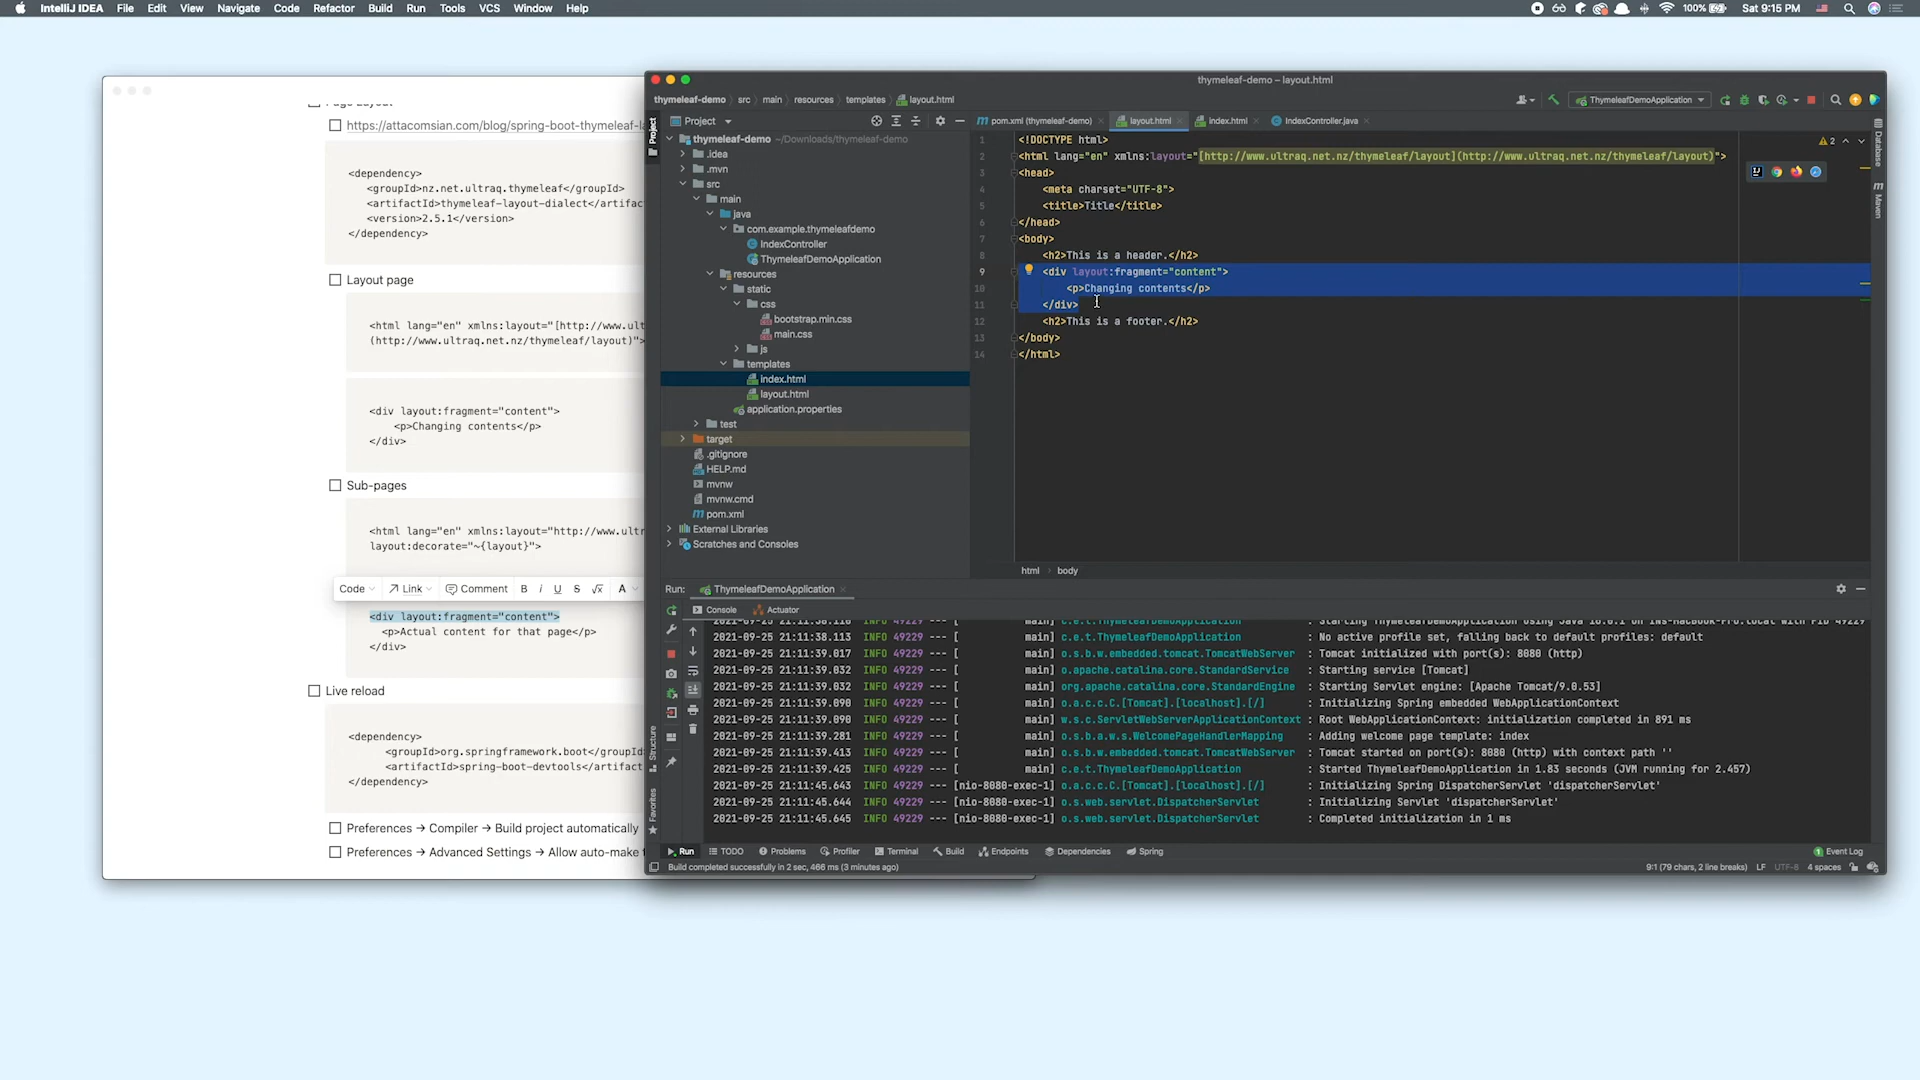 IntelliJ IDEA File Edit View Navigate Code Refactor Build Run Tools VCS Window Help
100% Sat 9:15 PM
https://attacomsian.com/blog/spring-boot-thymeleaf-la
<dependency>
<groupId>nz.net.ultraq.thymeleaf</groupId>
<artifactId>thymeleaf-layout-dialect</artifa
<version>2.5.1</version>
</dependency>
Layout page
<html lang="en" xmlns:layout="[http://www.ult
(http://www.ultraq.net.nz/thymeleaf/layout)">
<div layout:fragment="content">
<p>Changing contents</p>
</div>
Sub-pages
<html lang="en" xmlns:layout="http://www.ultr
layout:decorate="~{layout}">
Code Link Comment B i U S √x A
<div layout:fragment="content">
<p>Actual content for that page</p>
</div>
Live reload
<dependency>
<groupId>org.springframework.boot</groupId>
<artifactId>spring-boot-devtools</artifact
</dependency>
Preferences → Compiler → Build project automatically
Preferences → Advanced Settings → Allow auto-make t
thymeleaf-demo – layout.html
thymeleaf-demo src main resources templates layout.html
ThymeleafDemoApplication
Project
Project
pom.xml (thymeleaf-demo) layout.html index.html IndexController.java
thymeleaf-demo ~/Downloads/thymeleaf-demo
.idea
.mvn
src
main
java
com.example.thymeleafdemo
IndexController
ThymeleafDemoApplication
resources
static
css
bootstrap.min.css
main.css
js
templates
index.html
layout.html
application.properties
test
target
.gitignore
HELP.md
mvnw
mvnw.cmd
pom.xml
External Libraries
Scratches and Consoles
1 <!DOCTYPE html>
2 <html lang="en" xmlns:layout="[http://www.ultraq.net.nz/thymeleaf/layout](http://www.ultraq.net.nz/thymeleaf/layout)">
3 <head>
4 <meta charset="UTF-8">
5 <title>Title</title>
6 </head>
7 <body>
8 <h2>This is a header.</h2>
9 <div layout:fragment="content">
10 <p>Changing contents</p>
11 </div>
12 <h2>This is a footer.</h2>
13 </body>
14 </html>
2
Database
Maven
html body
Run: ThymeleafDemoApplication
Console Actuator
2021-09-25 21:11:38.113 INFO 49229 --- [ main] c.e.t.ThymeleafDemoApplication : No active profile set, falling back to default profiles: default
2021-09-25 21:11:39.017 INFO 49229 --- [ main] o.s.b.w.embedded.tomcat.TomcatWebServer : Tomcat initialized with port(s): 8080 (http)
2021-09-25 21:11:39.032 INFO 49229 --- [ main] o.apache.catalina.core.StandardService : Starting service [Tomcat]
2021-09-25 21:11:39.032 INFO 49229 --- [ main] org.apache.catalina.core.StandardEngine : Starting Servlet engine: [Apache Tomcat/9.0.53]
2021-09-25 21:11:39.090 INFO 49229 --- [ main] o.a.c.c.C.[Tomcat].[localhost].[/] : Initializing Spring embedded WebApplicationContext
2021-09-25 21:11:39.090 INFO 49229 --- [ main] w.s.c.ServletWebServerApplicationContext : Root WebApplicationContext: initialization completed in 891 ms
2021-09-25 21:11:39.281 INFO 49229 --- [ main] o.s.b.a.w.s.WelcomePageHandlerMapping : Adding welcome page template: index
2021-09-25 21:11:39.413 INFO 49229 --- [ main] o.s.b.w.embedded.tomcat.TomcatWebServer : Tomcat started on port(s): 8080 (http) with context path ''
2021-09-25 21:11:39.425 INFO 49229 --- [ main] c.e.t.ThymeleafDemoApplication : Started ThymeleafDemoApplication in 1.83 seconds (JVM running for 2.457)
2021-09-25 21:11:45.643 INFO 49229 --- [nio-8080-exec-1] o.a.c.c.C.[Tomcat].[localhost].[/] : Initializing Spring DispatcherServlet 'dispatcherServlet'
2021-09-25 21:11:45.644 INFO 49229 --- [nio-8080-exec-1] o.s.web.servlet.DispatcherServlet : Initializing Servlet 'dispatcherServlet'
2021-09-25 21:11:45.645 INFO 49229 --- [nio-8080-exec-1] o.s.web.servlet.DispatcherServlet : Completed initialization in 1 ms
Structure
Favorites
Run TODO Problems Profiler Terminal Build Endpoints Dependencies Spring
1 Event Log
Build completed successfully in 2 sec, 466 ms (3 minutes ago)
9:1 (79 chars, 2 line breaks) LF UTF-8 4 spaces